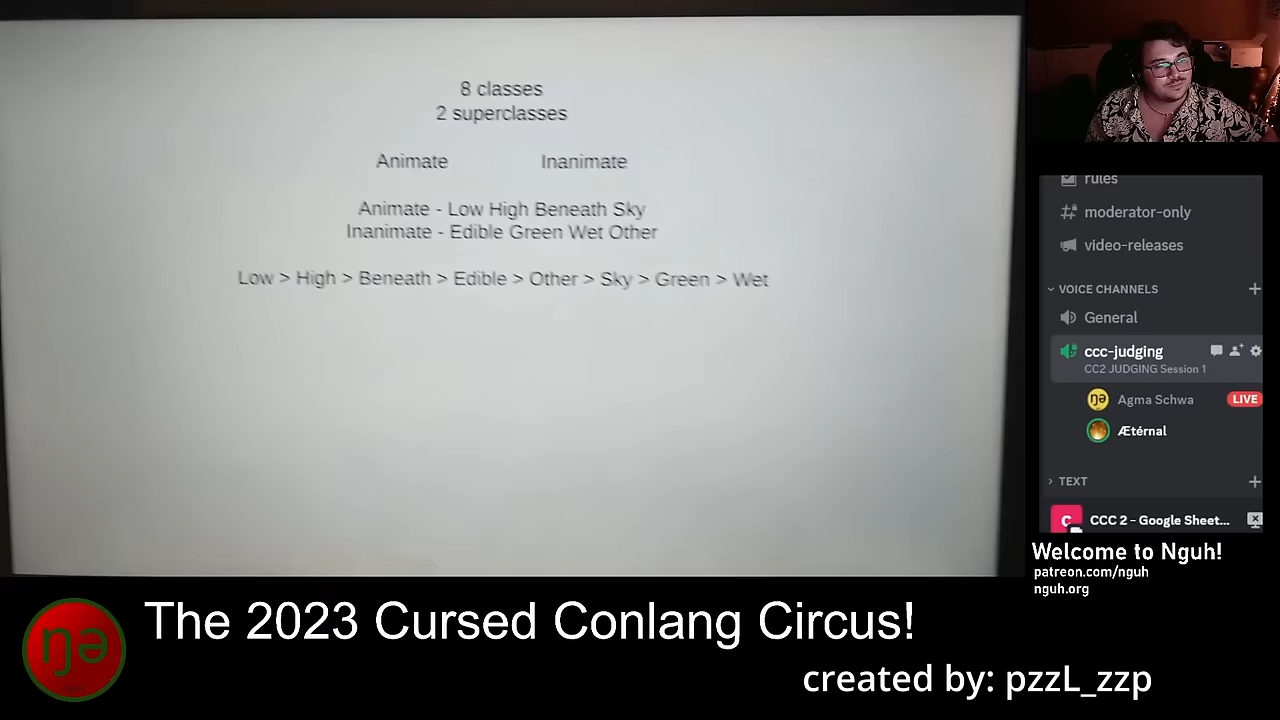 8 classes
2 superclasses
Animate Inanimate
Animate - Low High Beneath Sky
Inanimate - Edible Green Wet Other
Low > High > Beneath > Edible > Other > Sky > Green > Wet
rules
moderator-only
video-releases
VOICE CHANNELS
General
ccc-judging
CC2 JUDGING Session 1
ŋə Agma Schwa LIVE
Ætérnal
TEXT
CCC 2 - Google Sheet...
Welcome to Nguh!
patreon.com/nguh
nguh.org
ŋə
The 2023 Cursed Conlang Circus!
created by: pzzL_zzp